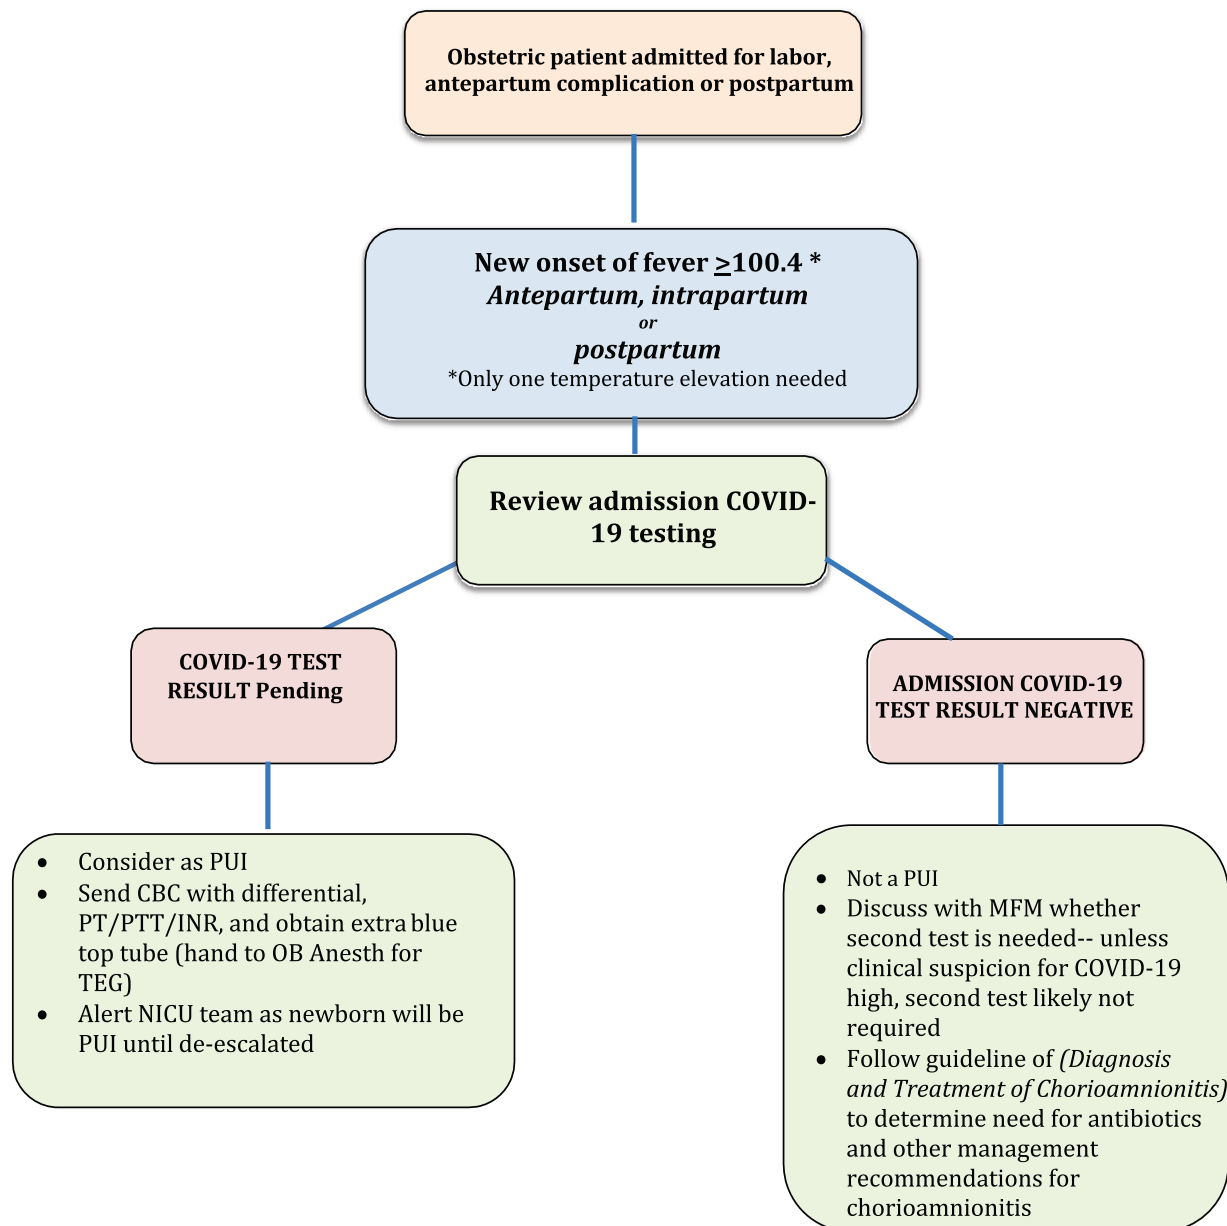 Obstetric patient admitted for labor,
antepartum complication or postpartum
New onset of fever ≥100.4 *
Antepartum, intrapartum
or
postpartum
*Only one temperature elevation needed
Review admission COVID-
19 testing
COVID-19 TEST
RESULT Pending
ADMISSION COVID-19
TEST RESULT NEGATIVE
• Consider as PUI
• Send CBC with differential,
PT/PTT/INR, and obtain extra blue
top tube (hand to OB Anesth for
TEG)
• Alert NICU team as newborn will be
PUI until de-escalated
• Not a PUI
• Discuss with MFM whether
second test is needed-- unless
clinical suspicion for COVID-19
high, second test likely not
required
• Follow guideline of (Diagnosis
and Treatment of Chorioamnionitis)
to determine need for antibiotics
and other management
recommendations for
chorioamnionitis